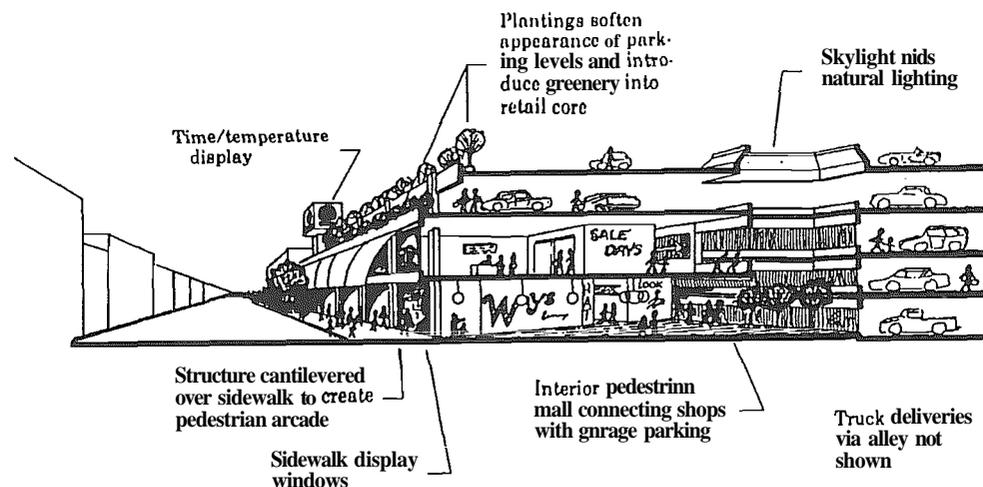 Plantings soften
appearance of park-
ing levels and intro-
duce greenery into
retail core
Skylight nids
natural lighting
Time/temperature
display
SALE
DAYS
LOOK
Ways
HAT
Structure cantilevered
over sidewalk to create
pedestrian arcade
Interior pedestrinn
mall connecting shops
with gnrage parking
Truck deliveries
via alley not
shown
Sidewalk display
windows